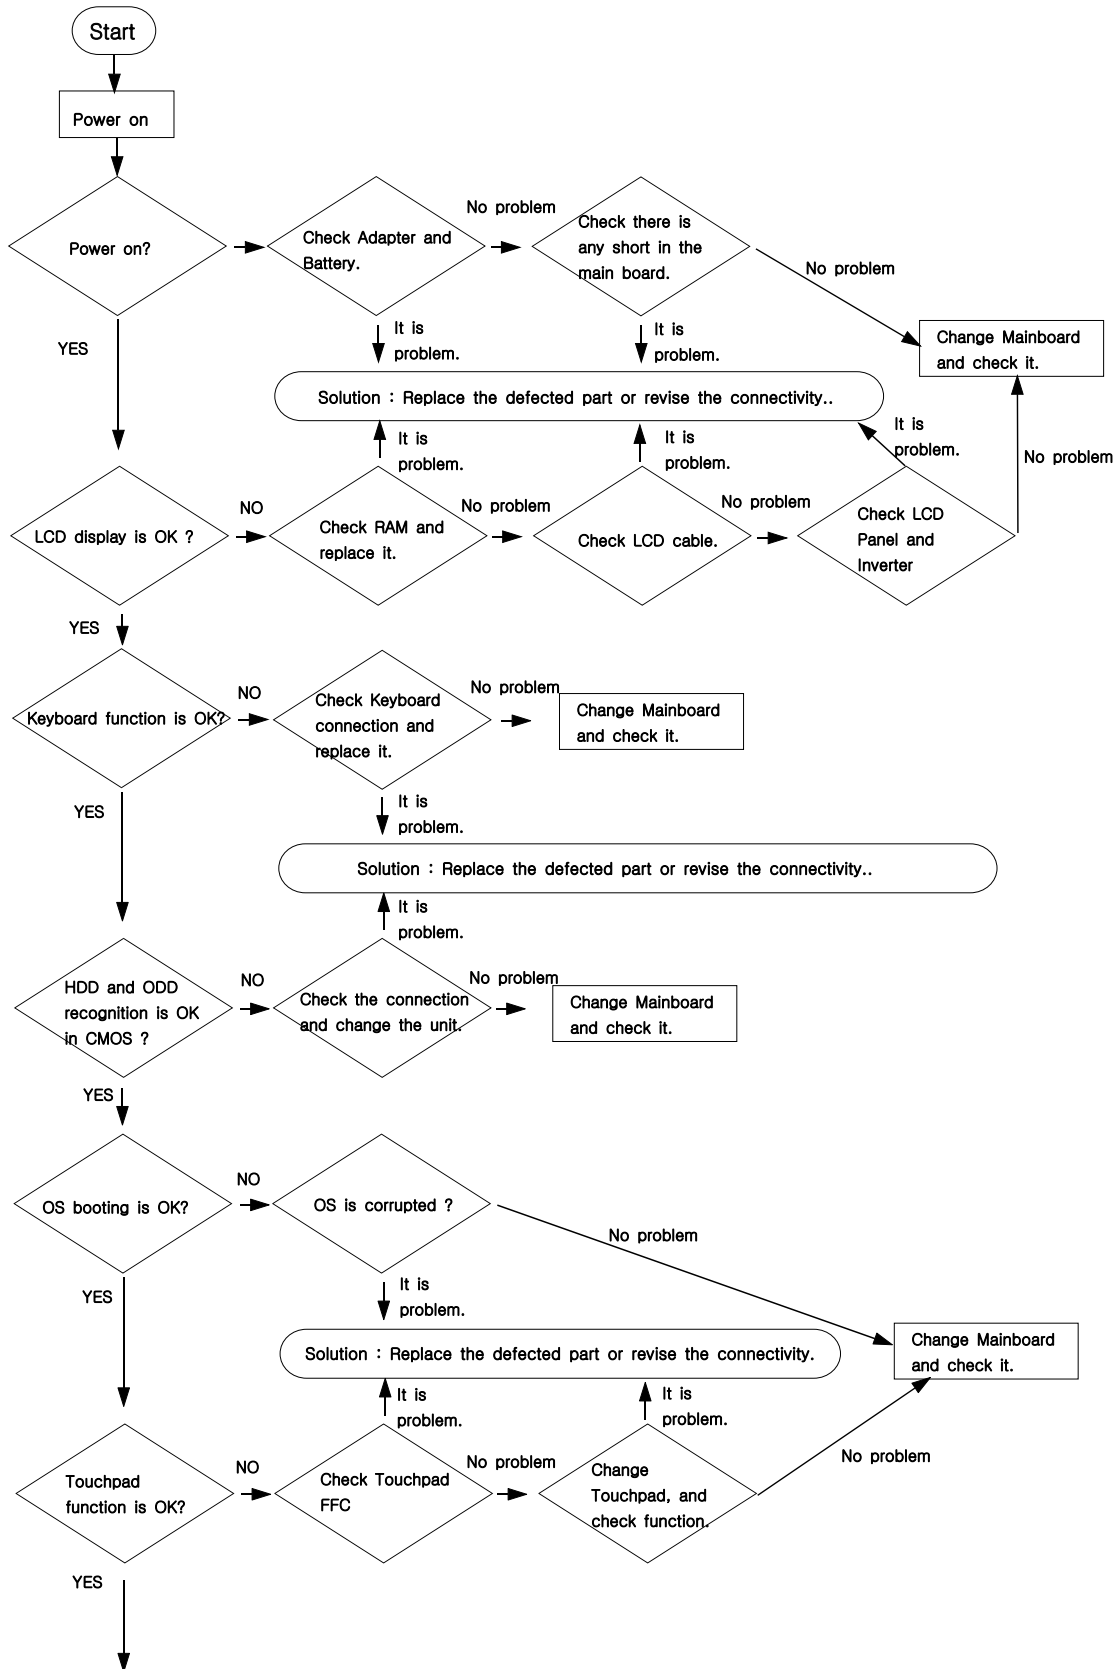 Start
Power on
Power on?
Check Adapter and
Battery.
No problem
Check there is
any short in the
main board.
No problem
YES
It is
problem.
It is
problem.
Change Mainboard
and check it.
Solution : Replace the defected part or revise the connectivity..
It is
problem.
It is
problem.
It is
problem.
No problem
LCD display is OK ?
NO
Check RAM and
replace it.
No problem
Check LCD cable.
No problem
Check LCD
Panel and
Inverter
YES
Keyboard function is OK?
NO
Check Keyboard
connection and
replace it.
No problem
Change Mainboard
and check it.
YES
It is
problem.
Solution : Replace the defected part or revise the connectivity..
It is
problem.
HDD and ODD
recognition is OK
in CMOS ?
NO
Check the connection
and change the unit.
No problem
Change Mainboard
and check it.
YES
OS booting is OK?
NO
OS is corrupted ?
No problem
YES
It is
problem.
Solution : Replace the defected part or revise the connectivity.
Change Mainboard
and check it.
It is
problem.
It is
problem.
Touchpad
function is OK?
NO
Check Touchpad
FFC
No problem
Change
Touchpad, and
check function.
No problem
YES